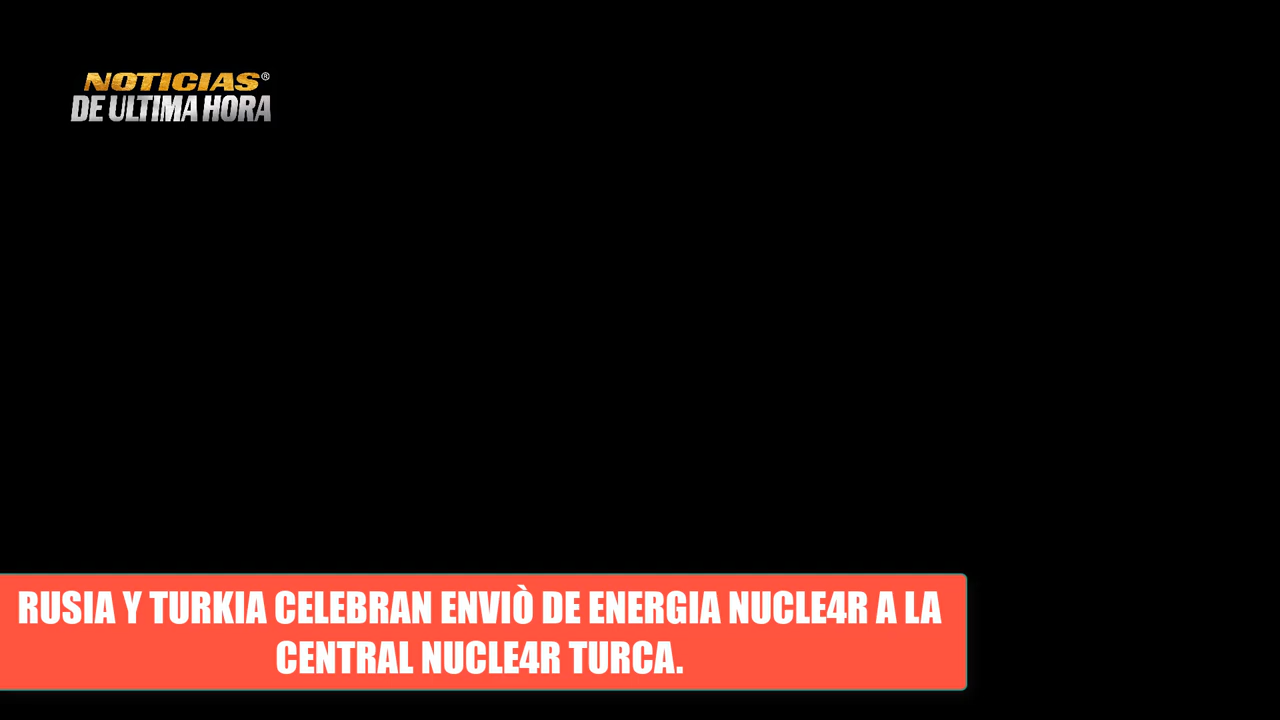 NOTICIAS®
DE ULTIMA HORA
RUSIA Y TURKIA CELEBRAN ENVIÒ DE ENERGIA NUCLE4R A LA
CENTRAL NUCLE4R TURCA.